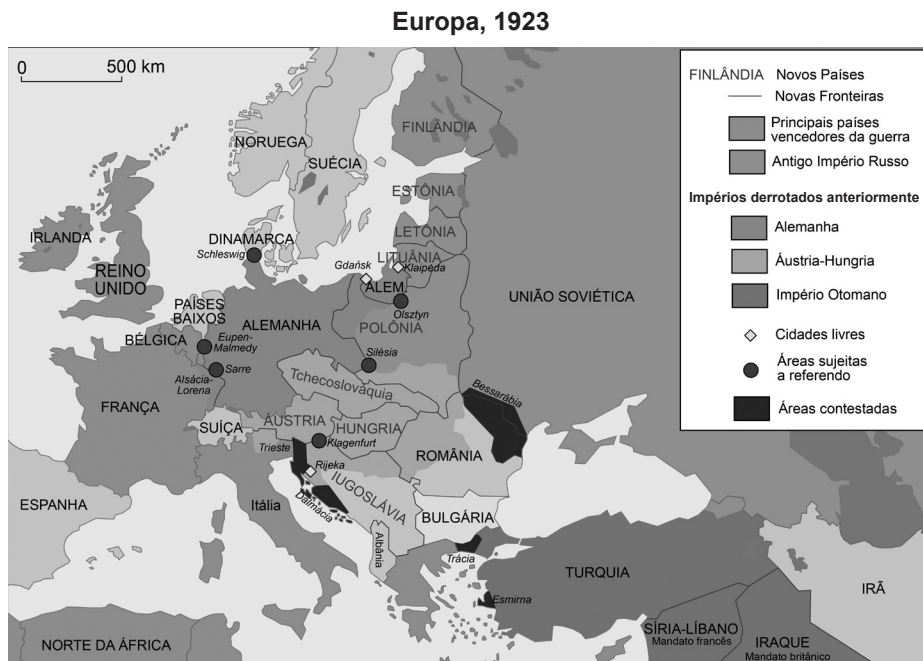 Europa, 1923
0 500 km
FINLÂNDIA Novos Países
Novas Fronteiras
Principais países
vencedores da guerra
Antigo Império Russo
Impérios derrotados anteriormente
Alemanha
Áustria-Hungria
Império Otomano
Cidades livres
Áreas sujeitas
a referendo
Áreas contestadas
FINLÂNDIA
NORUEGA
SUÉCIA
ESTÔNIA
LETÔNIA
IRLANDA
DINAMARCA
Schleswig
LITUÂNIA
Gdańsk
Klaipėda
REINO
UNIDO
ALEM.
Olsztyn
UNIÃO SOVIÉTICA
PAÍSES
BAIXOS
ALEMANHA
POLÔNIA
BÉLGICA
Eupen-
Malmedy
Silésia
Sarre
Alsácia-
Lorena
Tchecoslováquia
Bessarábia
FRANÇA
ÁUSTRIA
HUNGRIA
SUÍÇA
Klagenfurt
Trieste
ROMÂNIA
Rijeka
IUGOSLÁVIA
ESPANHA
Itália
Dalmácia
BULGÁRIA
Albânia
Trácia
TURQUIA
IRÃ
Esmirna
SÍRIA-LÍBANO
Mandato francês
NORTE DA ÁFRICA
IRAQUE
Mandato britânico